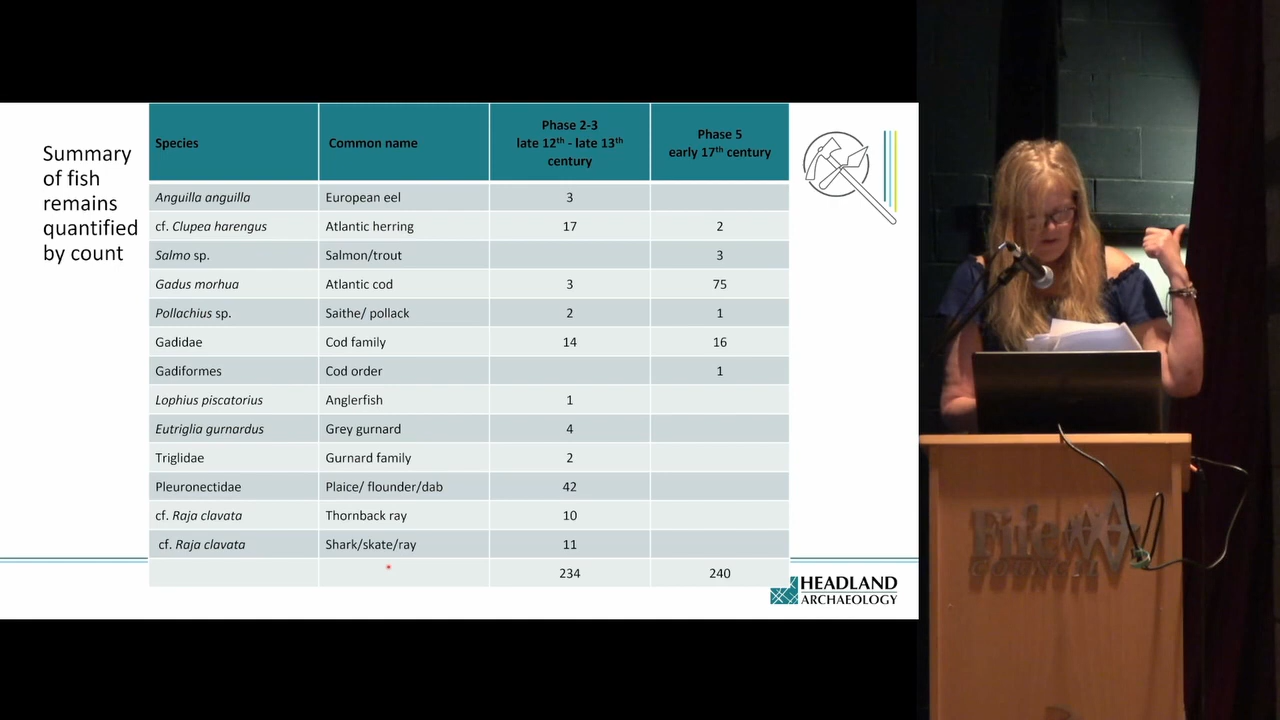 Summary
of fish
remains
quantified
by count
Species Common name Phase 2-3 late 12th - late 13th century Phase 5 early 17th century
Anguilla anguilla European eel 3
cf. Clupea harengus Atlantic herring 17 2
Salmo sp. Salmon/trout 3
Gadus morhua Atlantic cod 3 75
Pollachius sp. Saithe/ pollack 2 1
Gadidae Cod family 14 16
Gadiformes Cod order 1
Lophius piscatorius Anglerfish 1
Eutriglia gurnardus Grey gurnard 4
Triglidae Gurnard family 2
Pleuronectidae Plaice/ flounder/dab 42
cf. Raja clavata Thornback ray 10
cf. Raja clavata Shark/skate/ray 11
234 240
HEADLAND
ARCHAEOLOGY
Fife
COUNCIL